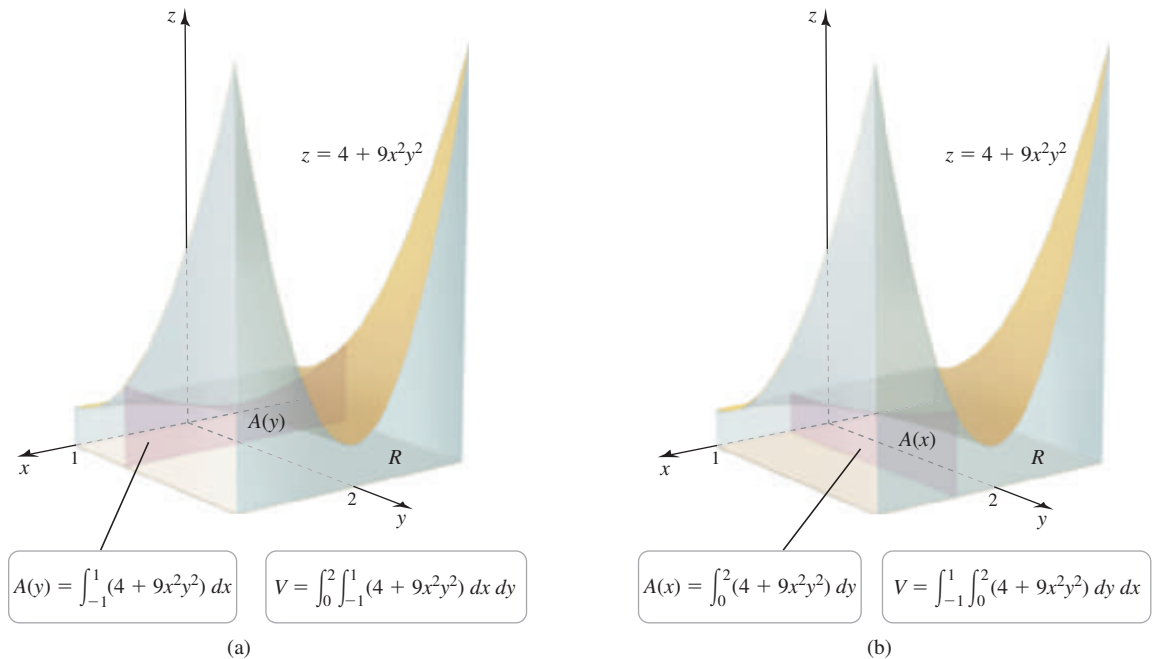 z
z = 4 + 9x²y²
A(y)
R
x
1
2
y
A(y) = ∫₋₁¹ (4 + 9x²y²) dx
V = ∫₀² ∫₋₁¹ (4 + 9x²y²) dx dy
(a)
z
z = 4 + 9x²y²
A(x)
R
x
1
2
y
A(x) = ∫₀² (4 + 9x²y²) dy
V = ∫₋₁¹ ∫₀² (4 + 9x²y²) dy dx
(b)